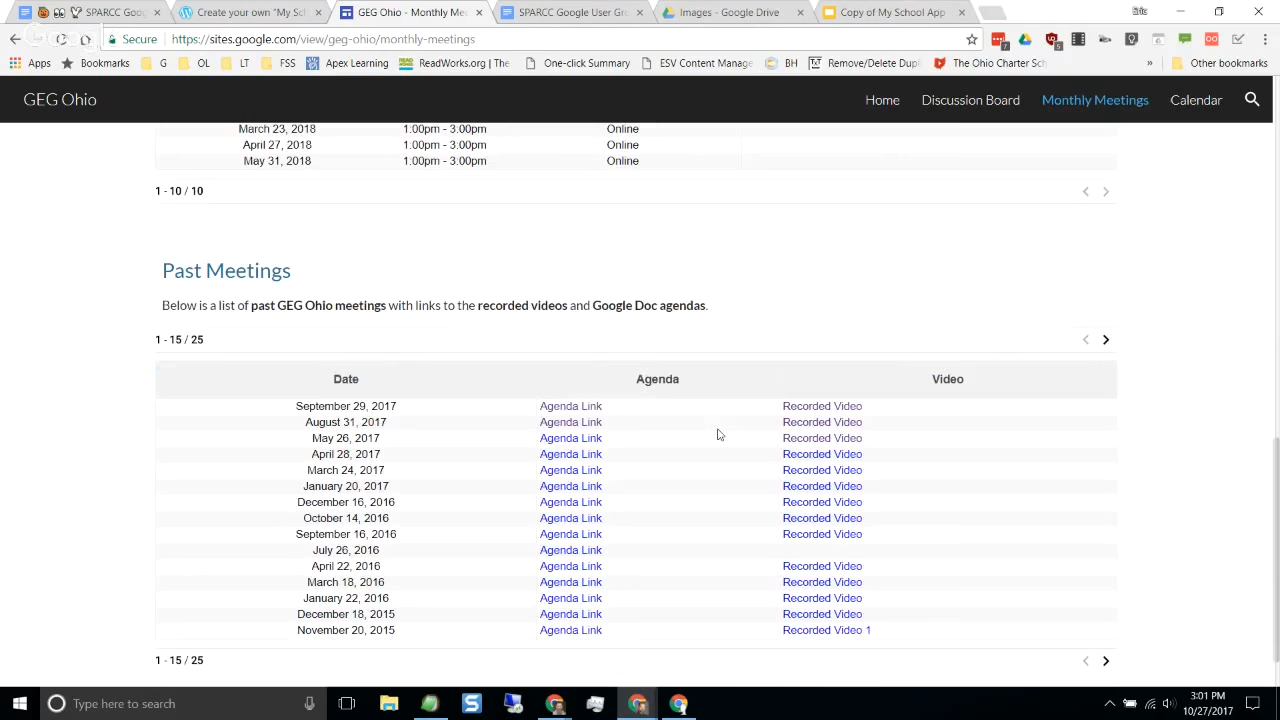 SPARCC Goog
Create your own "My Sc
GEG Ohio - Monthly Me
SPARCC Google User Gr
Images - Google Drive
Copy of My School App
Secure
https://sites.google.com/view/geg-ohio/monthly-meetings
Apps
Bookmarks
G
OL
LT
FSS
Apex Learning
ReadWorks.org | The
One-click Summary
ESV Content Manage
BH
Remove/Delete Dupl
The Ohio Charter Sch
»
Other bookmarks
GEG Ohio
Home
Discussion Board
Monthly Meetings
Calendar
March 23, 2018 1:00pm - 3:00pm Online
April 27, 2018 1:00pm - 3:00pm Online
May 31, 2018 1:00pm - 3:00pm Online
1 - 10 / 10
Past Meetings
Below is a list of past GEG Ohio meetings with links to the recorded videos and Google Doc agendas.
1 - 15 / 25
Date Agenda Video
September 29, 2017 Agenda Link Recorded Video
August 31, 2017 Agenda Link Recorded Video
May 26, 2017 Agenda Link Recorded Video
April 28, 2017 Agenda Link Recorded Video
March 24, 2017 Agenda Link Recorded Video
January 20, 2017 Agenda Link Recorded Video
December 16, 2016 Agenda Link Recorded Video
October 14, 2016 Agenda Link Recorded Video
September 16, 2016 Agenda Link Recorded Video
July 26, 2016 Agenda Link
April 22, 2016 Agenda Link Recorded Video
March 18, 2016 Agenda Link Recorded Video
January 22, 2016 Agenda Link Recorded Video
December 18, 2015 Agenda Link Recorded Video
November 20, 2015 Agenda Link Recorded Video 1
1 - 15 / 25
Type here to search
3:01 PM
10/27/2017